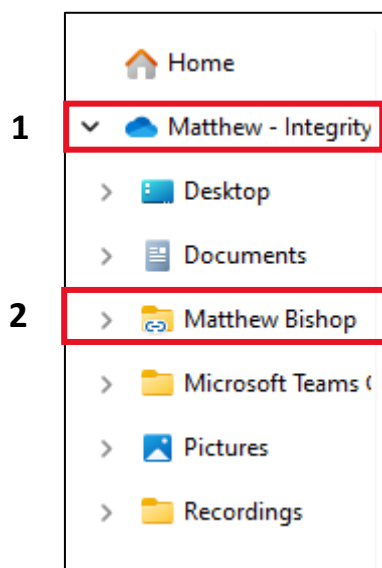 Home
1 Matthew - Integrity
Desktop
Documents
2 Matthew Bishop
Microsoft Teams
Pictures
Recordings